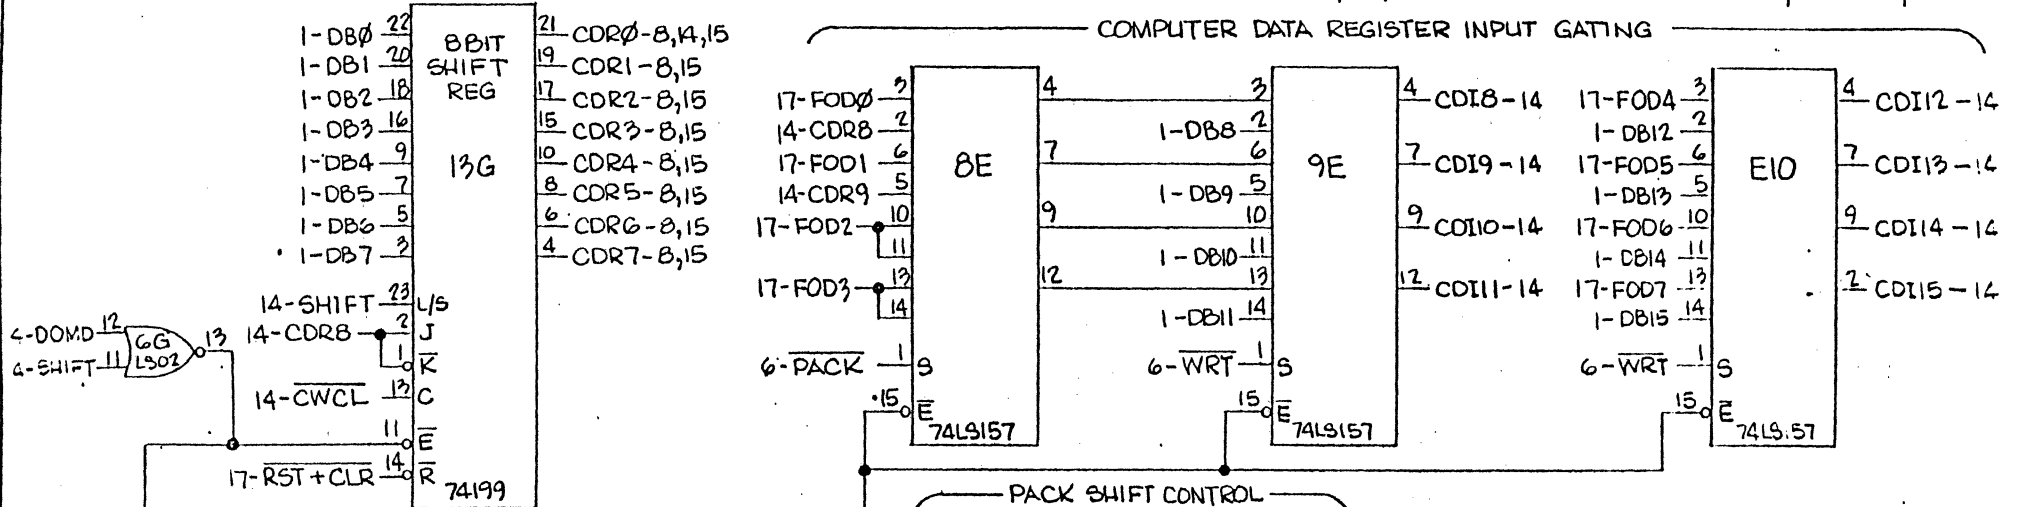 COMPUTER DATA REGISTER INPUT GATING
1-DBØ 22
1-DB1 20
1-DB2 18
1-DB3 16
1-DB4 9
1-DB5 7
1-DB6 5
1-DB7 3
14-SHIFT 23 L/S
14-CDR8 2 J
1 K̅
14-C̅W̅C̅L̅ 13 C
11 E̅
17-R̅S̅T̅+̅C̅L̅R̅ 14 R̅
8BIT
SHIFT
REG
13G
74199
21 CDRØ-8,14,15
19 CDR1-8,15
17 CDR2-8,15
15 CDR3-8,15
10 CDR4-8,15
8 CDR5-8,15
6 CDR6-8,15
4 CDR7-8,15
4-DOMD 12
4-SHIFT 11
6G
LS02
13
17-FODØ 3
14-CDR8 2
17-FOD1 6
14-CDR9 5
17-FOD2 10
11
17-FOD3 13
14
6-P̅A̅C̅K̅ 1 S
15 E̅
8E
74LS157
4
7
9
12
3
1-DB8 2
6
1-DB9 5
10
1-DB10 11
13
1-DB11 14
6-W̅R̅T̅ 1 S
15 E̅
9E
74LS157
4 CDI8-14
7 CDI9-14
9 CDI10-14
12 CDI11-14
17-FOD4 3
1-DB12 2
17-FOD5 6
1-DB13 5
17-FOD6 10
1-DB14 11
17-FOD7 13
1-DB15 14
6-W̅R̅T̅ 1 S
15 E̅
E10
74LS157
4 CDI12-14
7 CDI13-14
9 CDI14-14
2 CDI15-14
PACK SHIFT CONTROL